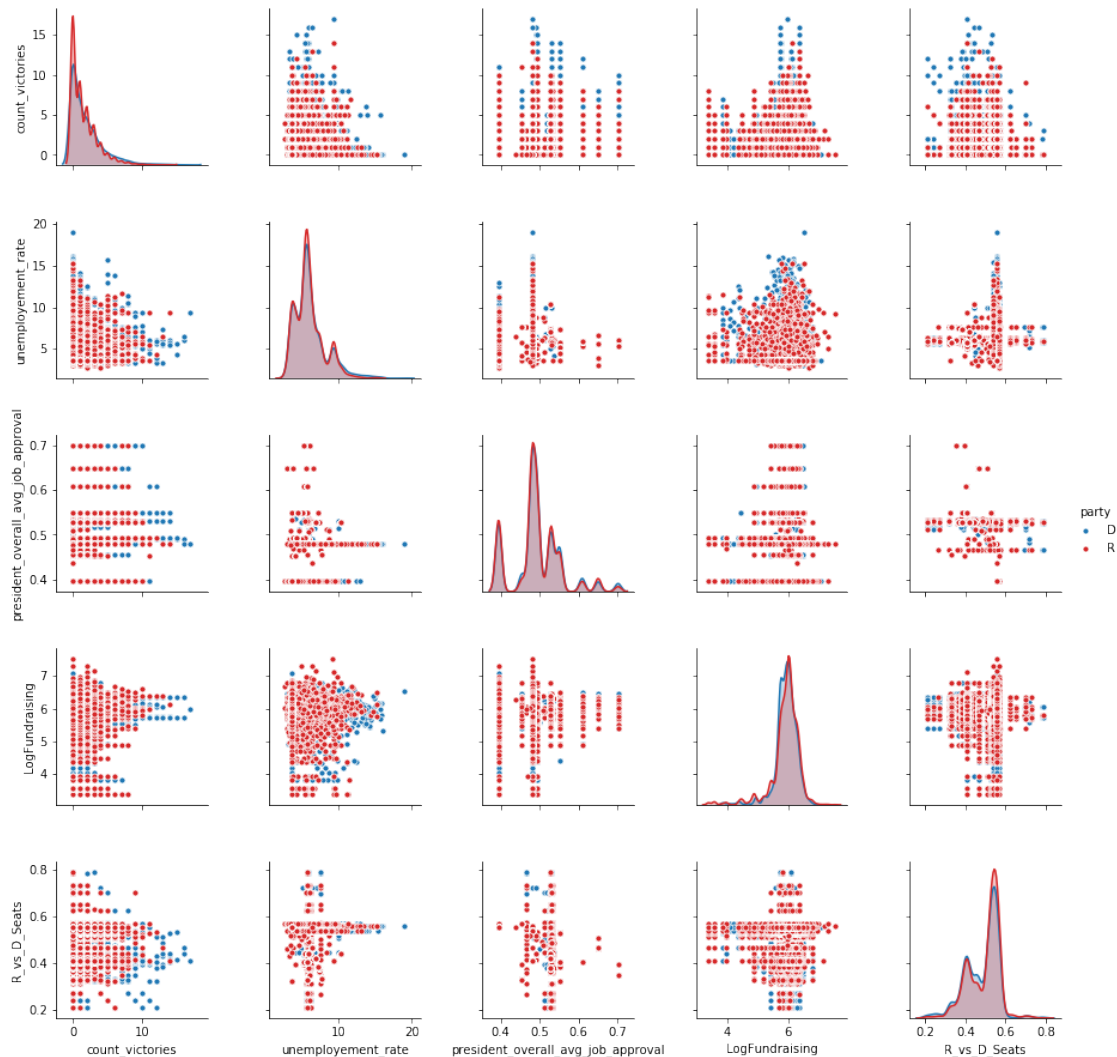 count_victories
15
10
5
0
unemployement_rate
20
15
10
5
president_overall_avg_job_approval
0.7
0.6
0.5
0.4
party
D
R
LogFundraising
7
6
5
4
R_vs_D_Seats
0.8
0.6
0.4
0.2
0 10
0 10 20
0.4 0.5 0.6 0.7
4 6
0.2 0.4 0.6 0.8
count_victories
unemployement_rate
president_overall_avg_job_approval
LogFundraising
R_vs_D_Seats